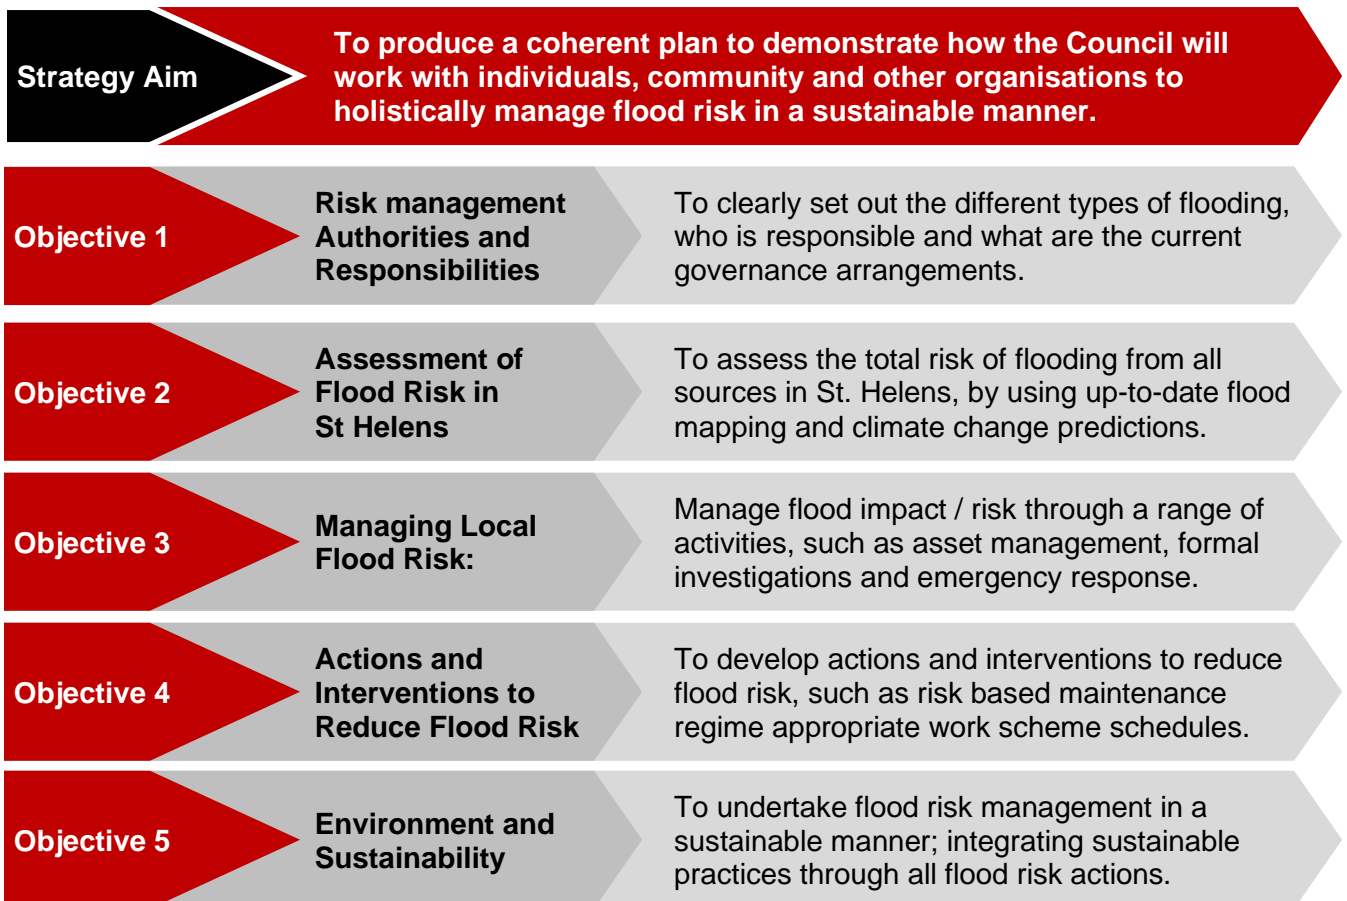 Strategy Aim
To produce a coherent plan to demonstrate how the Council will
work with individuals, community and other organisations to
holistically manage flood risk in a sustainable manner.
Objective 1
Risk management
Authorities and
Responsibilities
To clearly set out the different types of flooding,
who is responsible and what are the current
governance arrangements.
Objective 2
Assessment of
Flood Risk in
St Helens
To assess the total risk of flooding from all
sources in St. Helens, by using up-to-date flood
mapping and climate change predictions.
Objective 3
Managing Local
Flood Risk:
Manage flood impact / risk through a range of
activities, such as asset management, formal
investigations and emergency response.
Objective 4
Actions and
Interventions to
Reduce Flood Risk
To develop actions and interventions to reduce
flood risk, such as risk based maintenance
regime appropriate work scheme schedules.
Objective 5
Environment and
Sustainability
To undertake flood risk management in a
sustainable manner; integrating sustainable
practices through all flood risk actions.